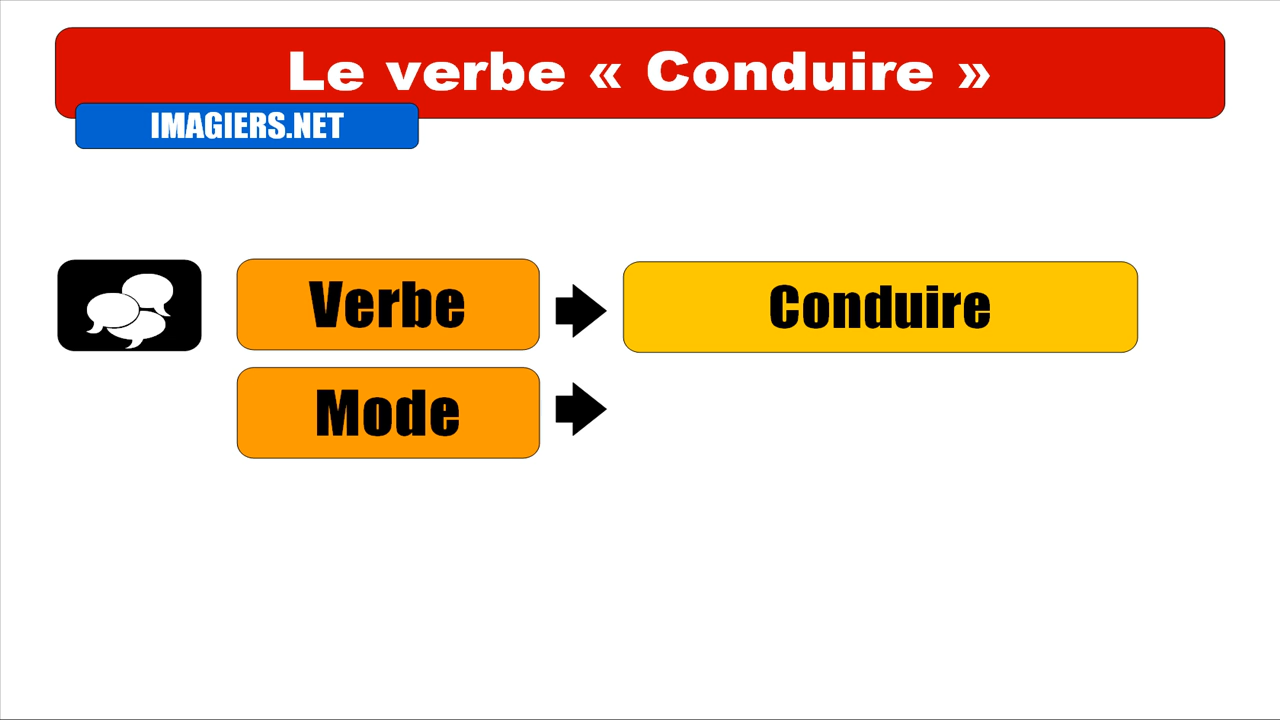 Le verbe « Conduire »
IMAGIERS.NET
Verbe
Conduire
Mode